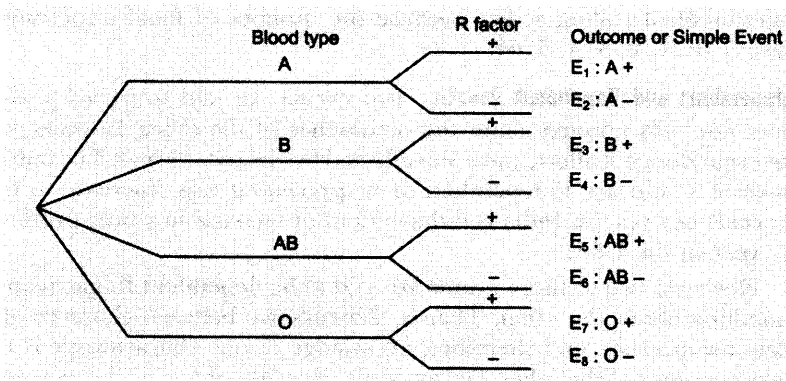 Blood type
R factor
Outcome or Simple Event
A
+
E₁ : A +
−
E₂ : A −
B
+
E₃ : B +
−
E₄ : B −
AB
+
E₅ : AB +
−
E₆ : AB −
O
+
E₇ : O +
E₈ : O −